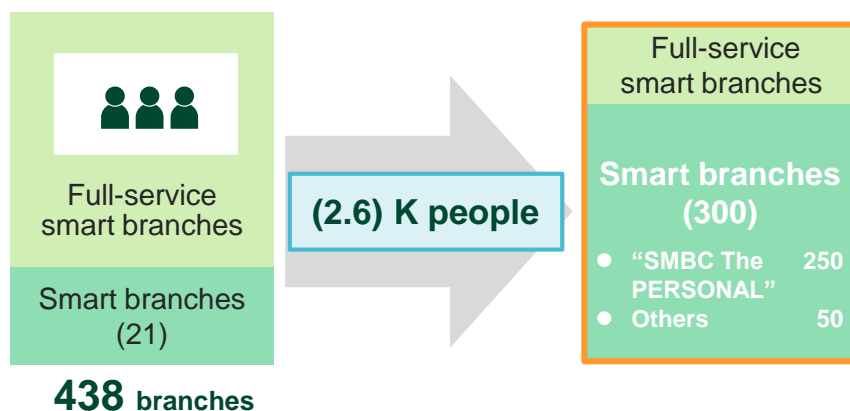 Full-service
smart branches
Smart branches
(21)
438 branches
(2.6) K people
Full-service
smart branches
Smart branches
(300)
● “SMBC The 250
PERSONAL”
● Others 50